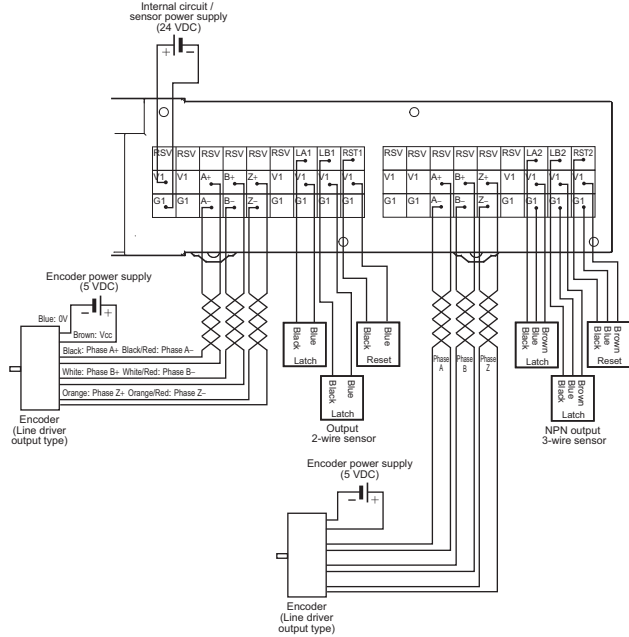 Internal circuit /
sensor power supply
(24 VDC)
+ −
RSV RSV RSV RSV RSV RSV LA1 LB1 RST1
V1 V1 A+ B+ Z+ V1 V1 V1 V1
G1 G1 A− B− Z− G1 G1 G1 G1
RSV RSV RSV RSV RSV RSV LA2 LB2 RST2
V1 V1 A+ B+ Z+ V1 V1 V1 V1
G1 G1 A− B− Z− G1 G1 G1 G1
Encoder power supply
(5 VDC)
− +
Blue: 0V
Brown: Vcc
Black: Phase A+ Black/Red: Phase A−
White: Phase B+ White/Red: Phase B−
Orange: Phase Z+ Orange/Red: Phase Z−
Encoder
(Line driver
output type)
Black
Blue
Latch
Black
Blue
Latch
Black
Blue
Reset
Output
2-wire sensor
Phase A
Phase B
Phase Z
Black
Blue
Brown
Latch
Black
Blue
Brown
Latch
Black
Blue
Brown
Reset
NPN output
3-wire sensor
Encoder power supply
(5 VDC)
− +
Encoder
(Line driver
output type)